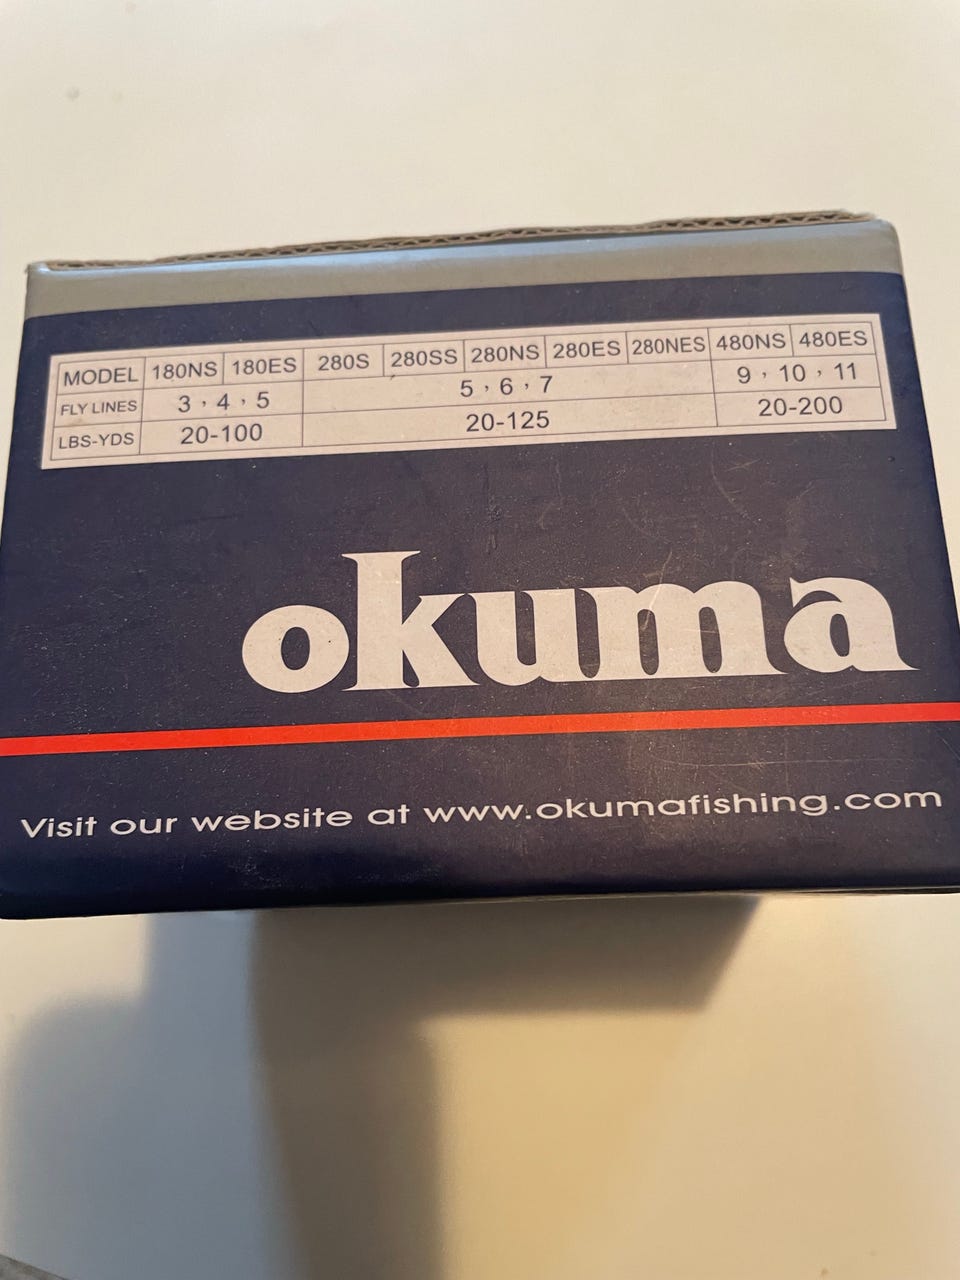 MODEL 180NS 180ES 280S 280SS 280NS 280ES 280NES 480NS 480ES
FLY LINES 3，4，5 5，6，7 9，10，11
LBS-YDS 20-100 20-125 20-200
okuma
Visit our website at www.okumafishing.com